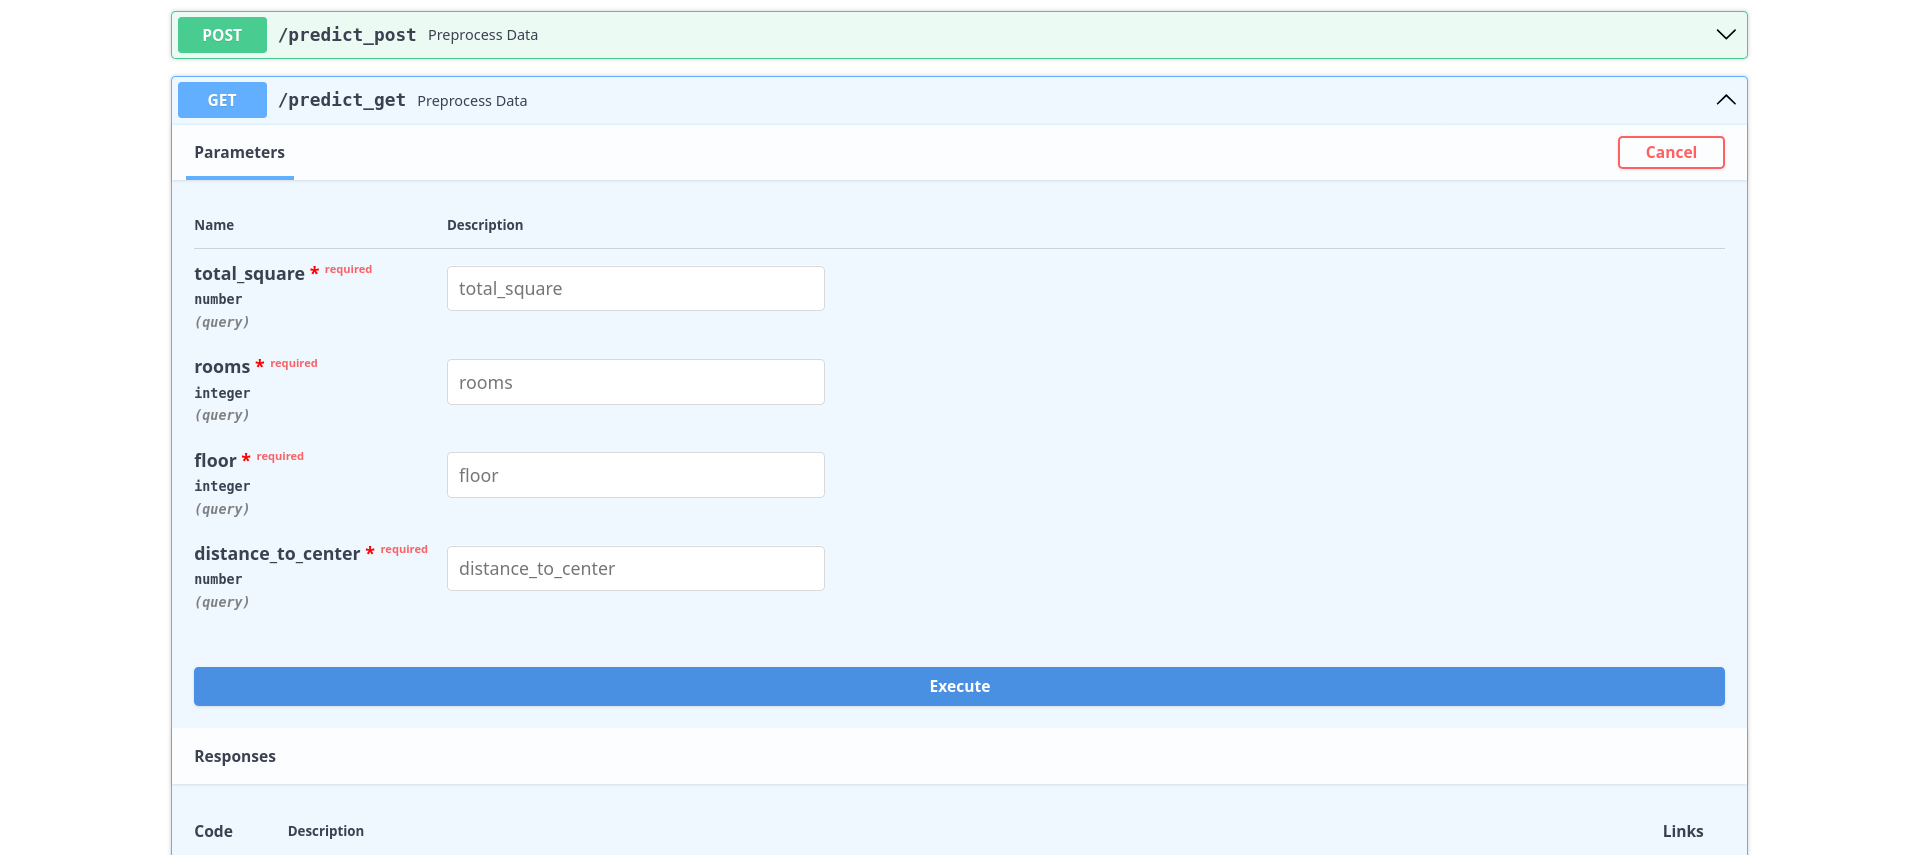 POST /predict_post Preprocess Data
GET /predict_get Preprocess Data
Parameters Cancel
Name Description
total_square * required
number
(query)
total_square
rooms * required
integer
(query)
rooms
floor * required
integer
(query)
floor
distance_to_center * required
number
(query)
distance_to_center
Execute
Responses
Code Description Links